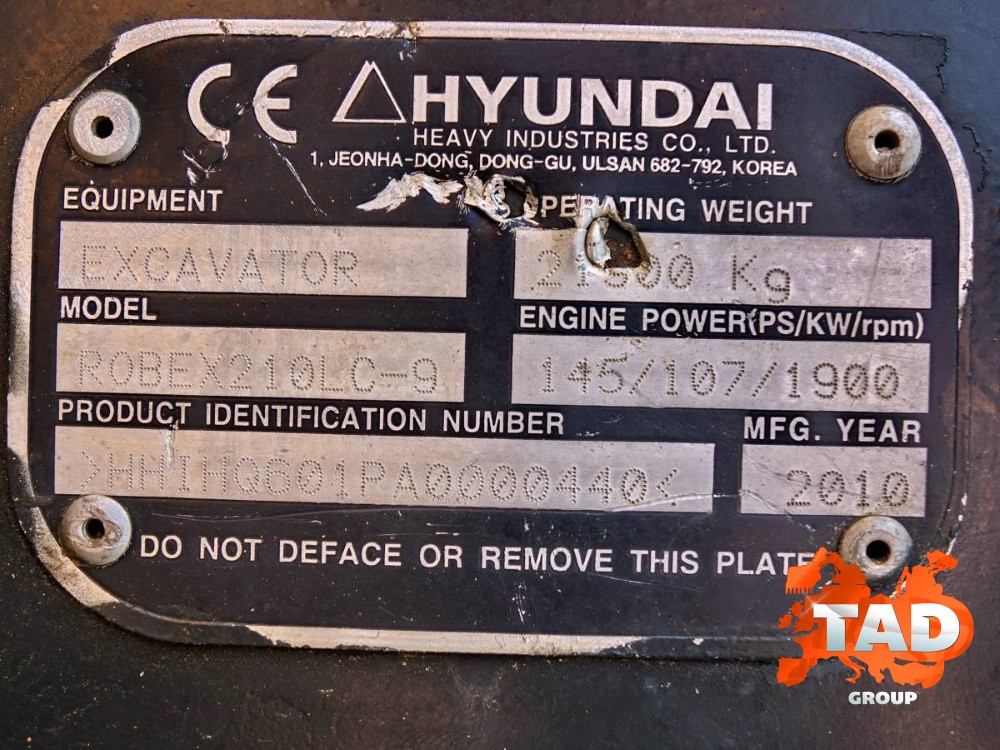 CE HYUNDAI
HEAVY INDUSTRIES CO., LTD.
1, JEONHA-DONG, DONG-GU, ULSAN 682-792, KOREA
EQUIPMENT
OPERATING WEIGHT
EXCAVATOR
Kg
MODEL
ENGINE POWER(PS/KW/rpm)
ROBEX210LC-9
145/107/1900
PRODUCT IDENTIFICATION NUMBER
MFG. YEAR
>HHIHQ601PA0000440<
2010
DO NOT DEFACE OR REMOVE THIS PLATE
TAD
GROUP